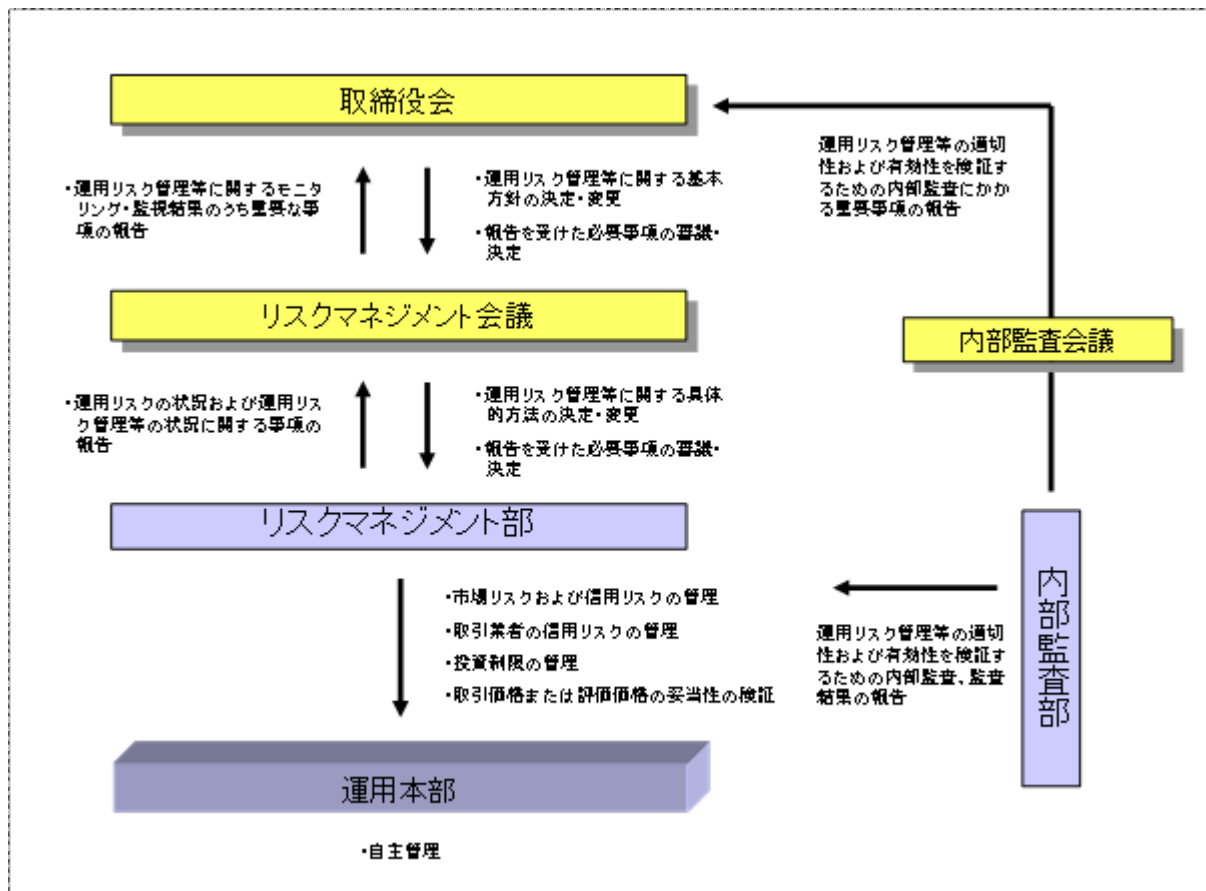 取締役会
・運用リスク管理等に関するモニ
タリング・監視結果のうち重要な事
項の報告
・運用リスク管理等に関する基本
方針の決定・変更
・報告を受けた必要事項の審議・
決定
運用リスク管理等の適切
性および有効性を検証す
るための内部監査にかか
る重要事項の報告
リスクマネジメント会議
内部監査会議
・運用リスクの状況および運用リス
ク管理等の状況に関する事項の
報告
・運用リスク管理等に関する具体
的方法の決定・変更
・報告を受けた必要事項の審議・
決定
リスクマネジメント部
・市場リスクおよび信用リスクの管理
・取引業者の信用リスクの管理
・投資制限の管理
・取引価格または評価価格の妥当性の検証
運用リスク管理等の適切
性および有効性を検証す
るための内部監査、監査
結果の報告
内部監査部
運用本部
・自主管理